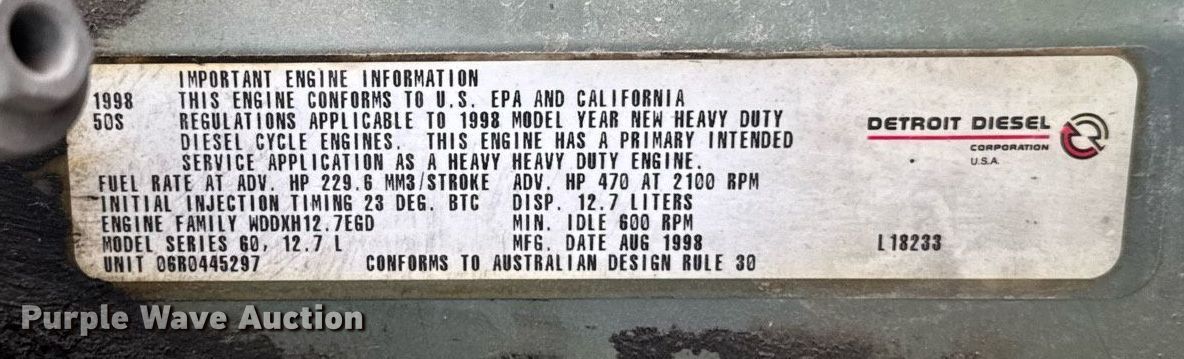 IMPORTANT ENGINE INFORMATION
1998 THIS ENGINE CONFORMS TO U.S. EPA AND CALIFORNIA
50S REGULATIONS APPLICABLE TO 1998 MODEL YEAR NEW HEAVY DUTY
DIESEL CYCLE ENGINES. THIS ENGINE HAS A PRIMARY INTENDED
SERVICE APPLICATION AS A HEAVY HEAVY DUTY ENGINE.
FUEL RATE AT ADV. HP 229.6 MM3/STROKE ADV. HP 470 AT 2100 RPM
INITIAL INJECTION TIMING 23 DEG. BTC DISP. 12.7 LITERS
ENGINE FAMILY WDDXH12.7EGD MIN. IDLE 600 RPM
MODEL SERIES 60, 12.7 L MFG. DATE AUG 1998 L18233
UNIT 06R0445297 CONFORMS TO AUSTRALIAN DESIGN RULE 30
DETROIT DIESEL
CORPORATION
U.S.A.
Purple Wave Auction